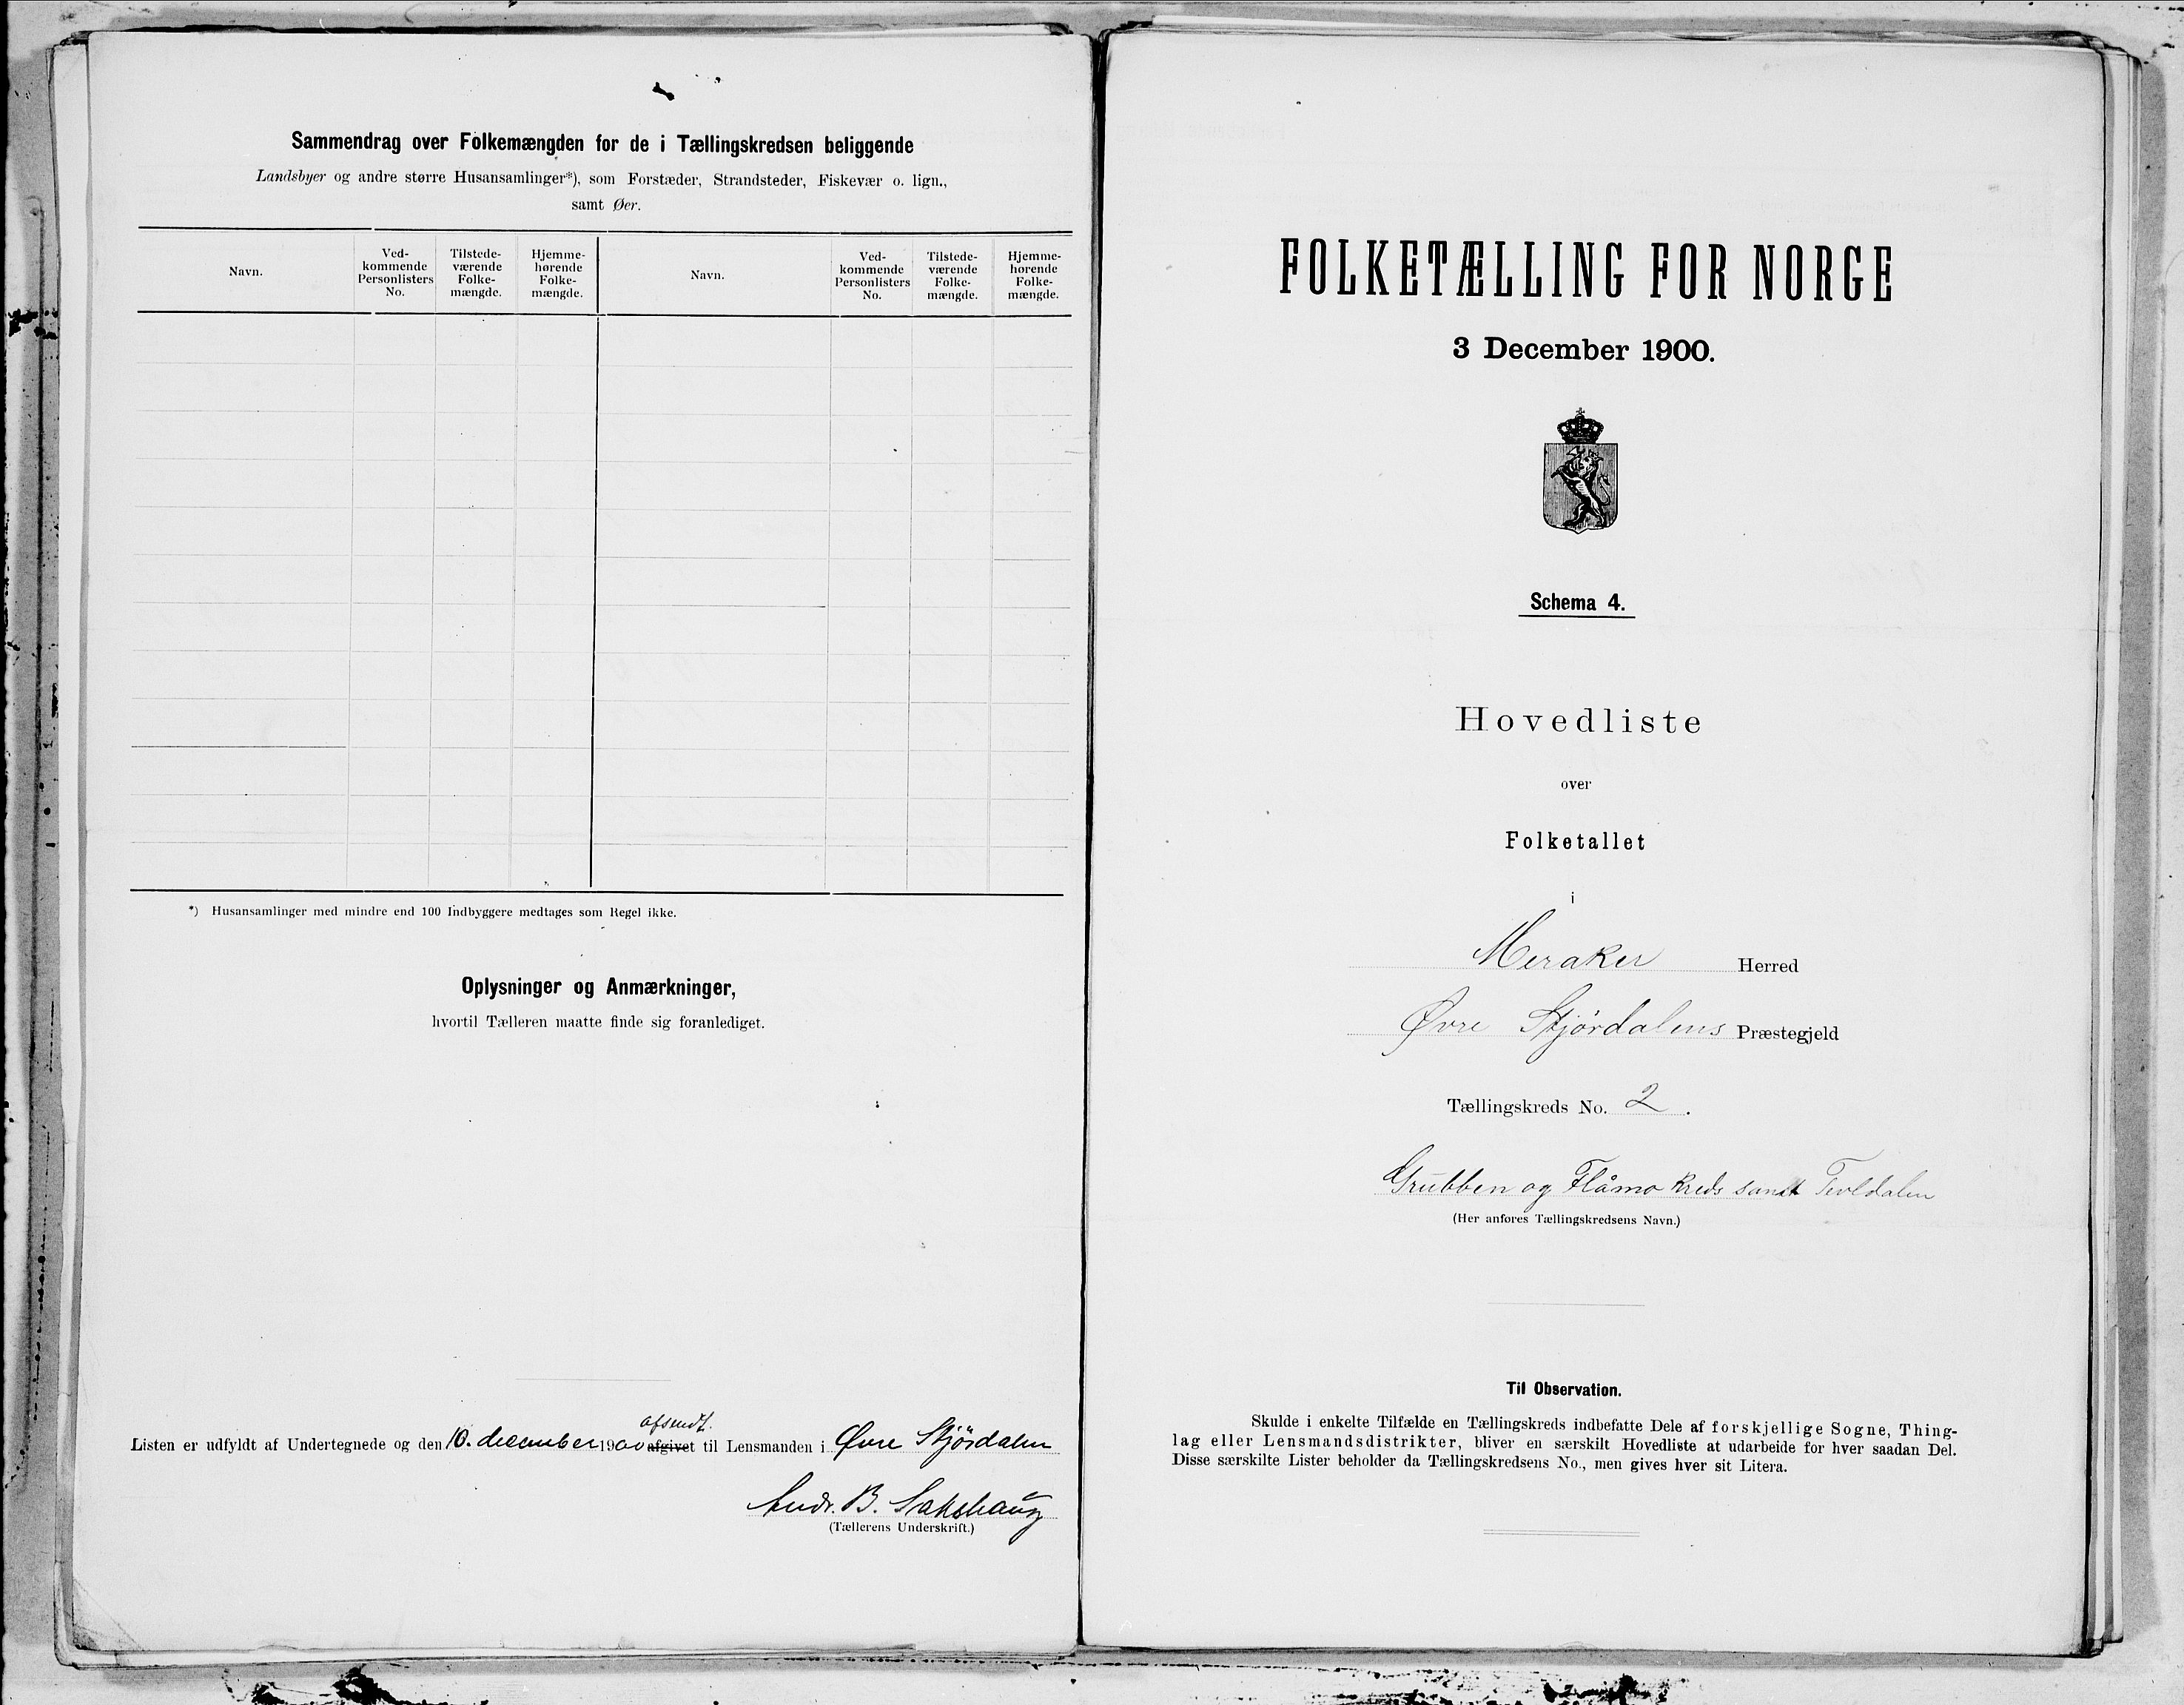 Sammendrag over Folkemængden for de i Tællingskredsen beliggende
Landsbyer og andre større Husansamlinger*), som Forstæder, Strandsteder, Fiskevær o. lign.,
samt Øer.
Navn.
Ved-
kommende
Personlisters
No.
Tilstede-
værende
Folke-
mængde.
Hjemme-
hørende
Folke-
mængde.
Navn.
Ved-
kommende
Personlisters
No.
Tilstede-
værende
Folke-
mængde.
Hjemme-
hørende
Folke-
mængde.
*) Husansamlinger med mindre end 100 Indbyggere medtages som Regel ikke.
Oplysninger og Anmærkninger,
hvortil Tælleren maatte finde sig foranlediget.
afsendt.
Listen er udfyldt af Undertegnede og den 10. december 1900 afgivet til Lensmanden i Øvre Stjördalen
Andr. B. Sakshaug
(Tællerens Underskrift.)
FOLKETÆLLING FOR NORGE
3 December 1900.
Schema 4.
Hovedliste
over
Folketallet
i
Meraker Herred
Øvre Stjördalens Præstegjeld
Tællingskreds No. 2.
Grubben og Flåmo kreds samt Tevldalen
(Her anføres Tællingskredsens Navn.)
Til Observation.
Skulde i enkelte Tilfælde en Tællingskreds indbefatte Dele af forskjellige Sogne, Thing-
lag eller Lensmandsdistrikter, bliver en særskilt Hovedliste at udarbeide for hver saadan Del.
Disse særskilte Lister beholder da Tællingskredsens No., men gives hver sit Litera.